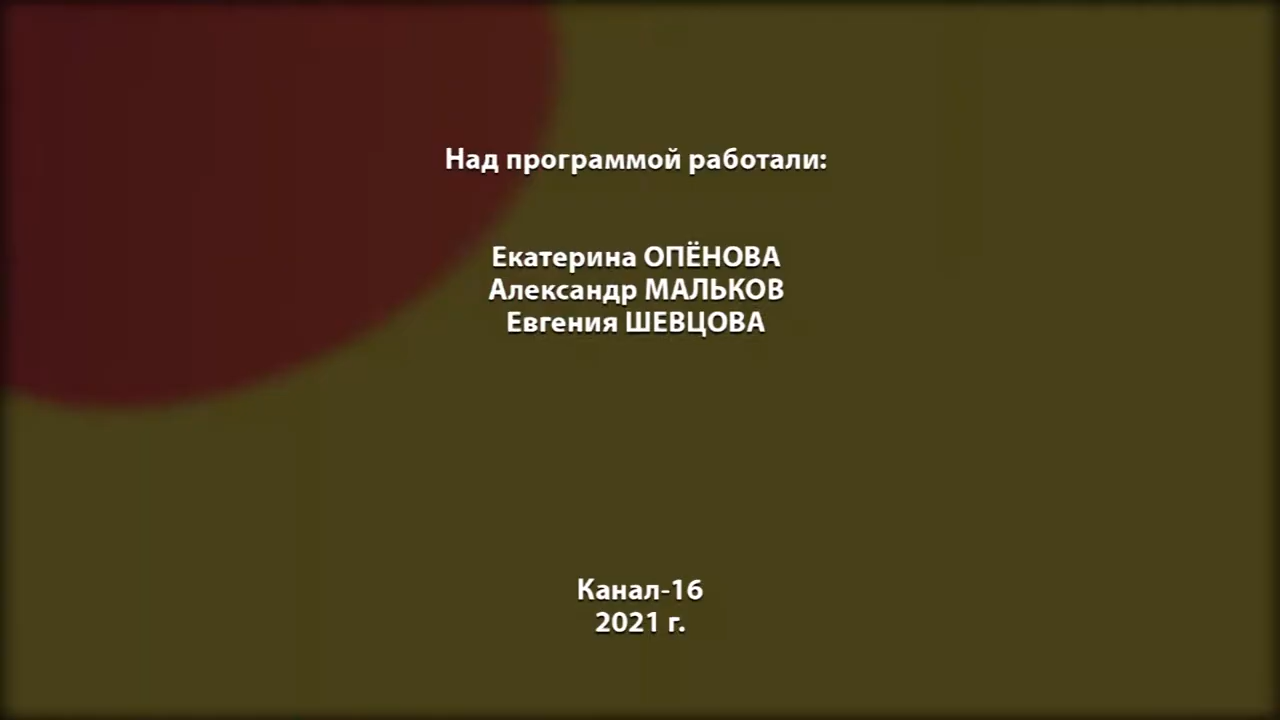 Над программой работали:
Екатерина ОПЁНОВА
Александр МАЛЬКОВ
Евгения ШЕВЦОВА
Канал-16
2021 г.